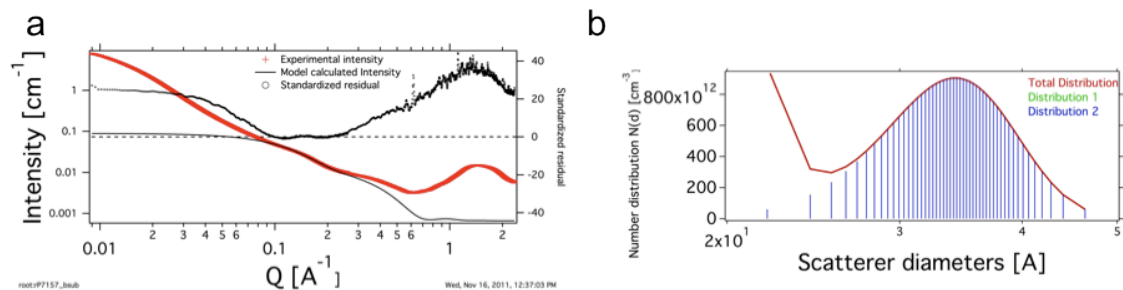 a
b
Intensity [cm⁻¹]
1
0.1
0.01
0.001
+ Experimental intensity
— Model calculated Intensity
○ Standardized residual
40
20
0
-20
-40
Standardized residual
0.01
2
3
4
5
6
0.1
2
3
4
5
6
1
2
Q [A⁻¹]
root:rP7157_bsub
Wed, Nov 16, 2011, 12:37:03 PM
Number distribution N(d) [cm⁻³]
800x10¹²
600
400
200
0
Total Distribution
Distribution 1
Distribution 2
2x10¹
3
4
5
Scatterer diameters [A]